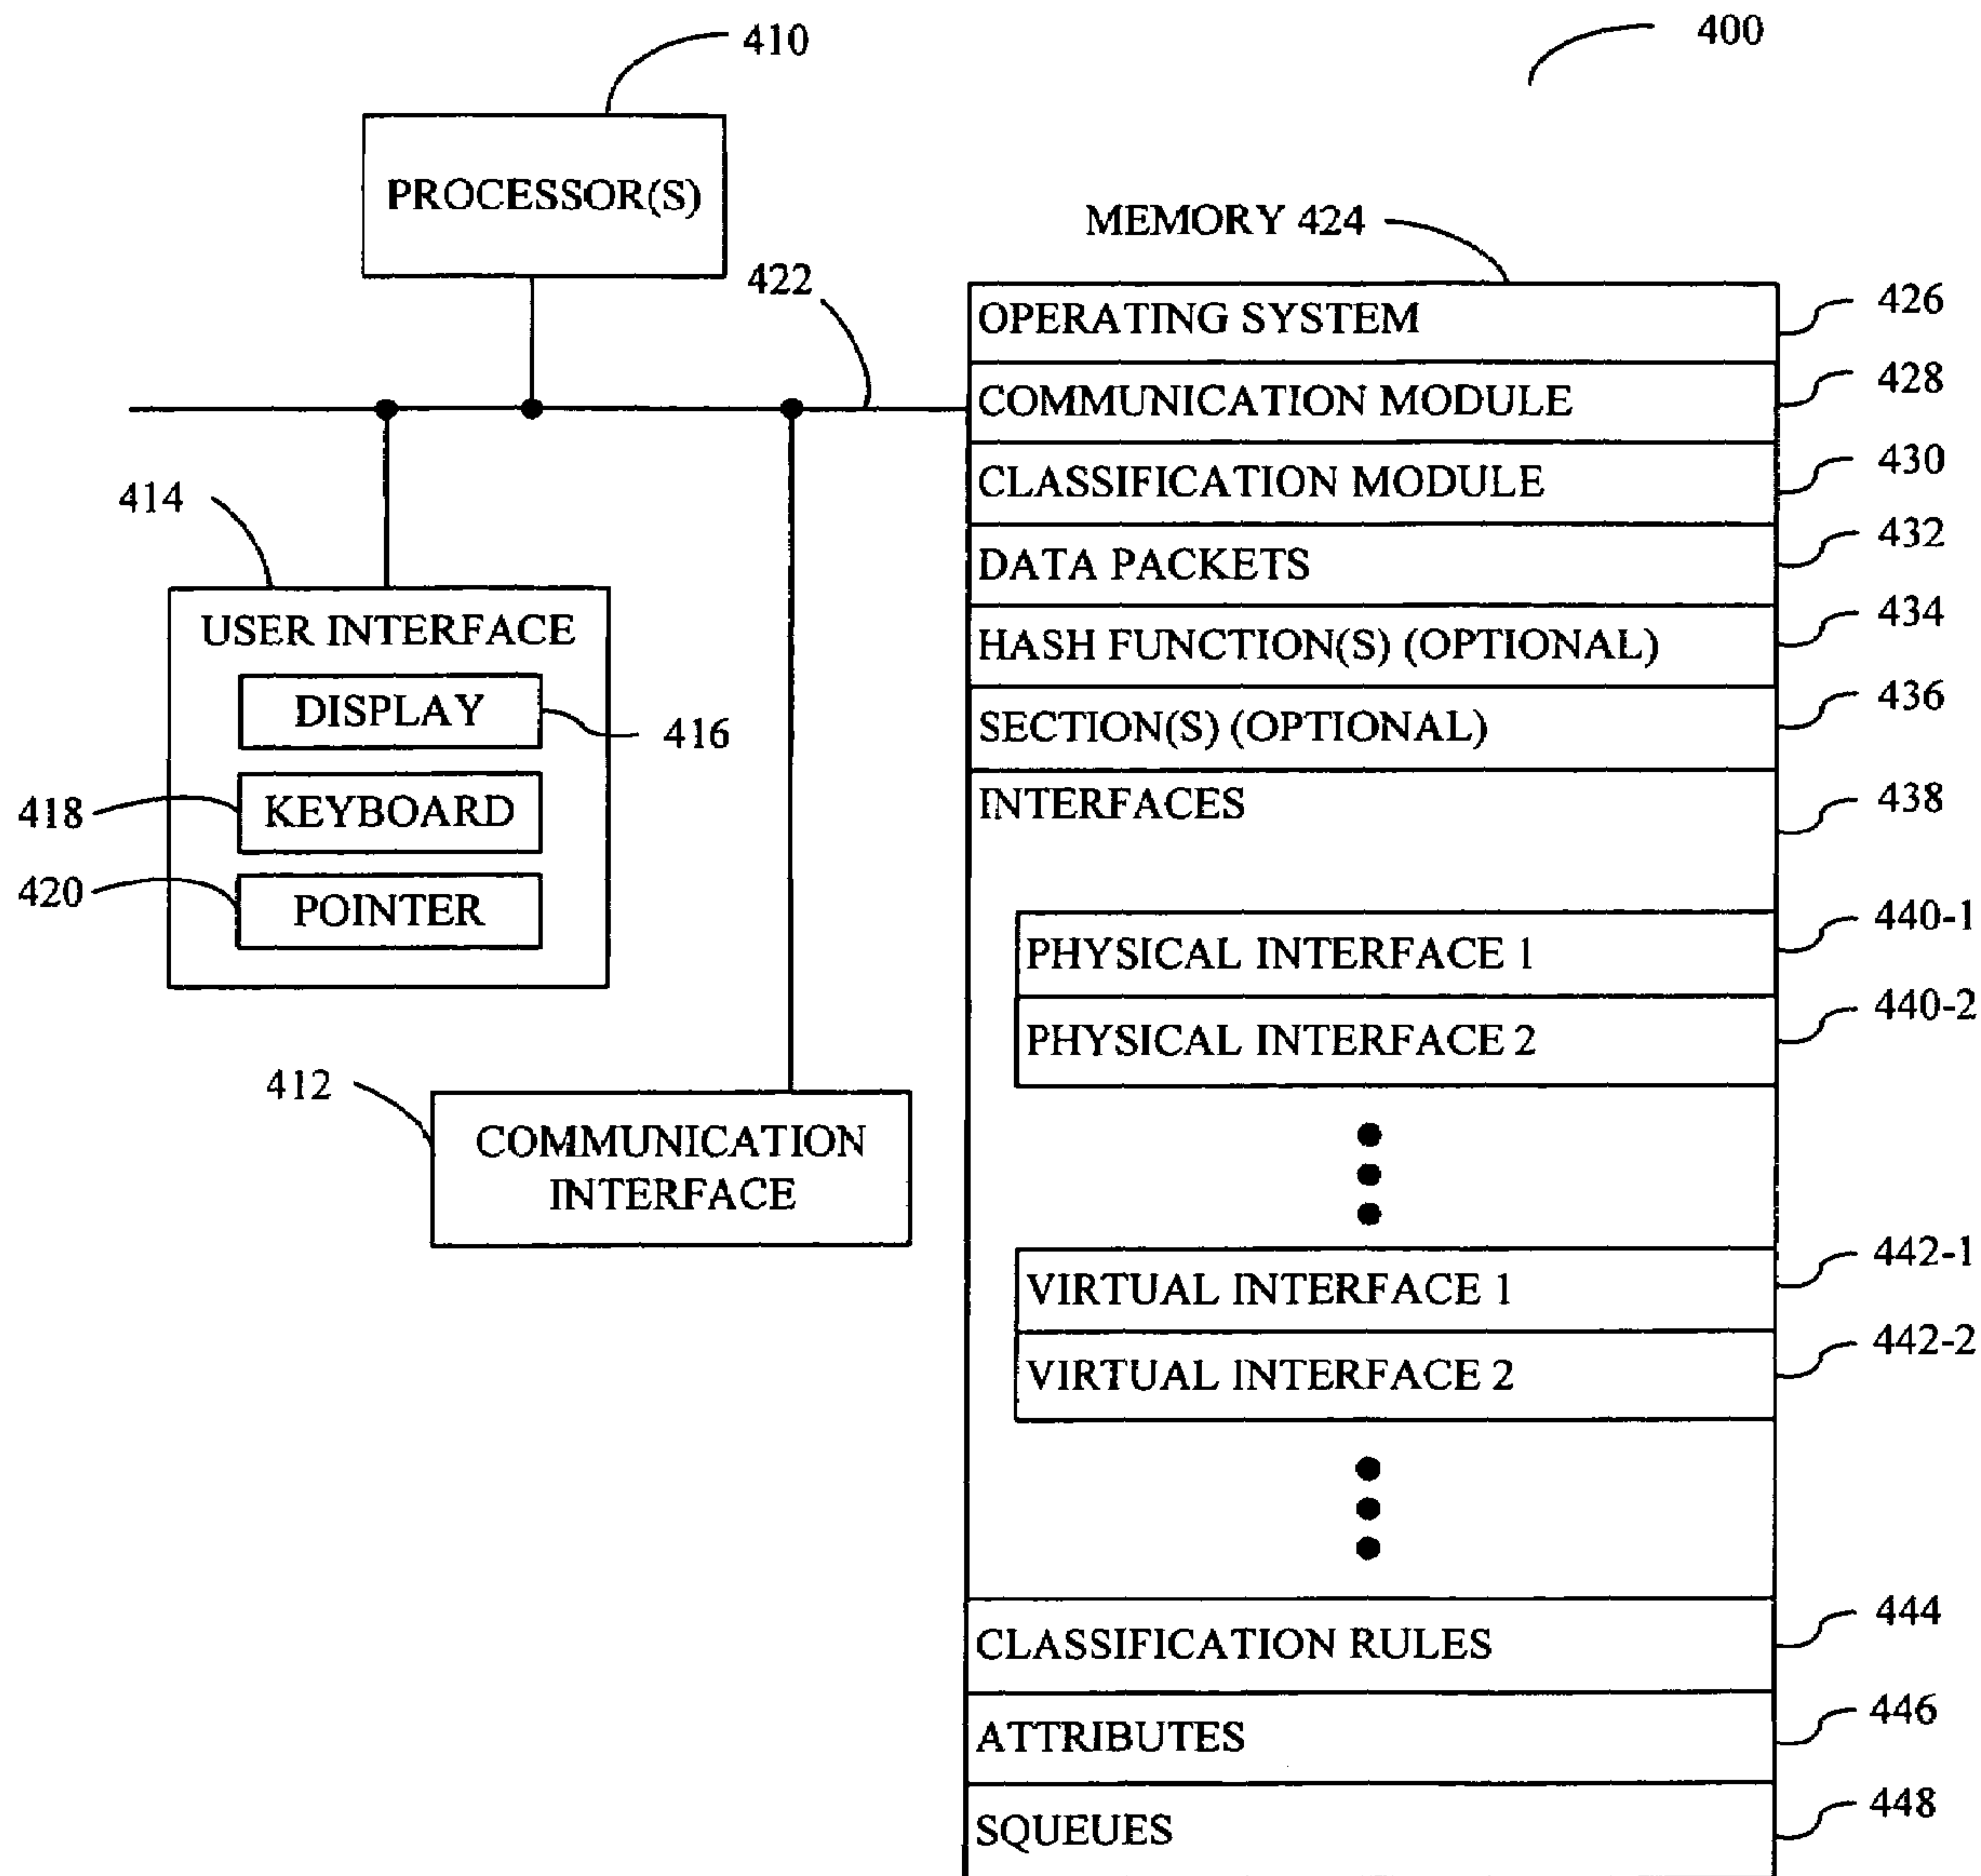 400
410
PROCESSOR(S)
MEMORY 424
422
OPERATING SYSTEM
426
COMMUNICATION MODULE
428
CLASSIFICATION MODULE
430
DATA PACKETS
432
HASH FUNCTION(S) (OPTIONAL)
434
SECTION(S) (OPTIONAL)
436
INTERFACES
438
PHYSICAL INTERFACE 1
440-1
PHYSICAL INTERFACE 2
440-2
VIRTUAL INTERFACE 1
442-1
VIRTUAL INTERFACE 2
442-2
CLASSIFICATION RULES
444
ATTRIBUTES
446
SQUEUES
448
414
USER INTERFACE
DISPLAY
416
418
KEYBOARD
420
POINTER
412
COMMUNICATION
INTERFACE